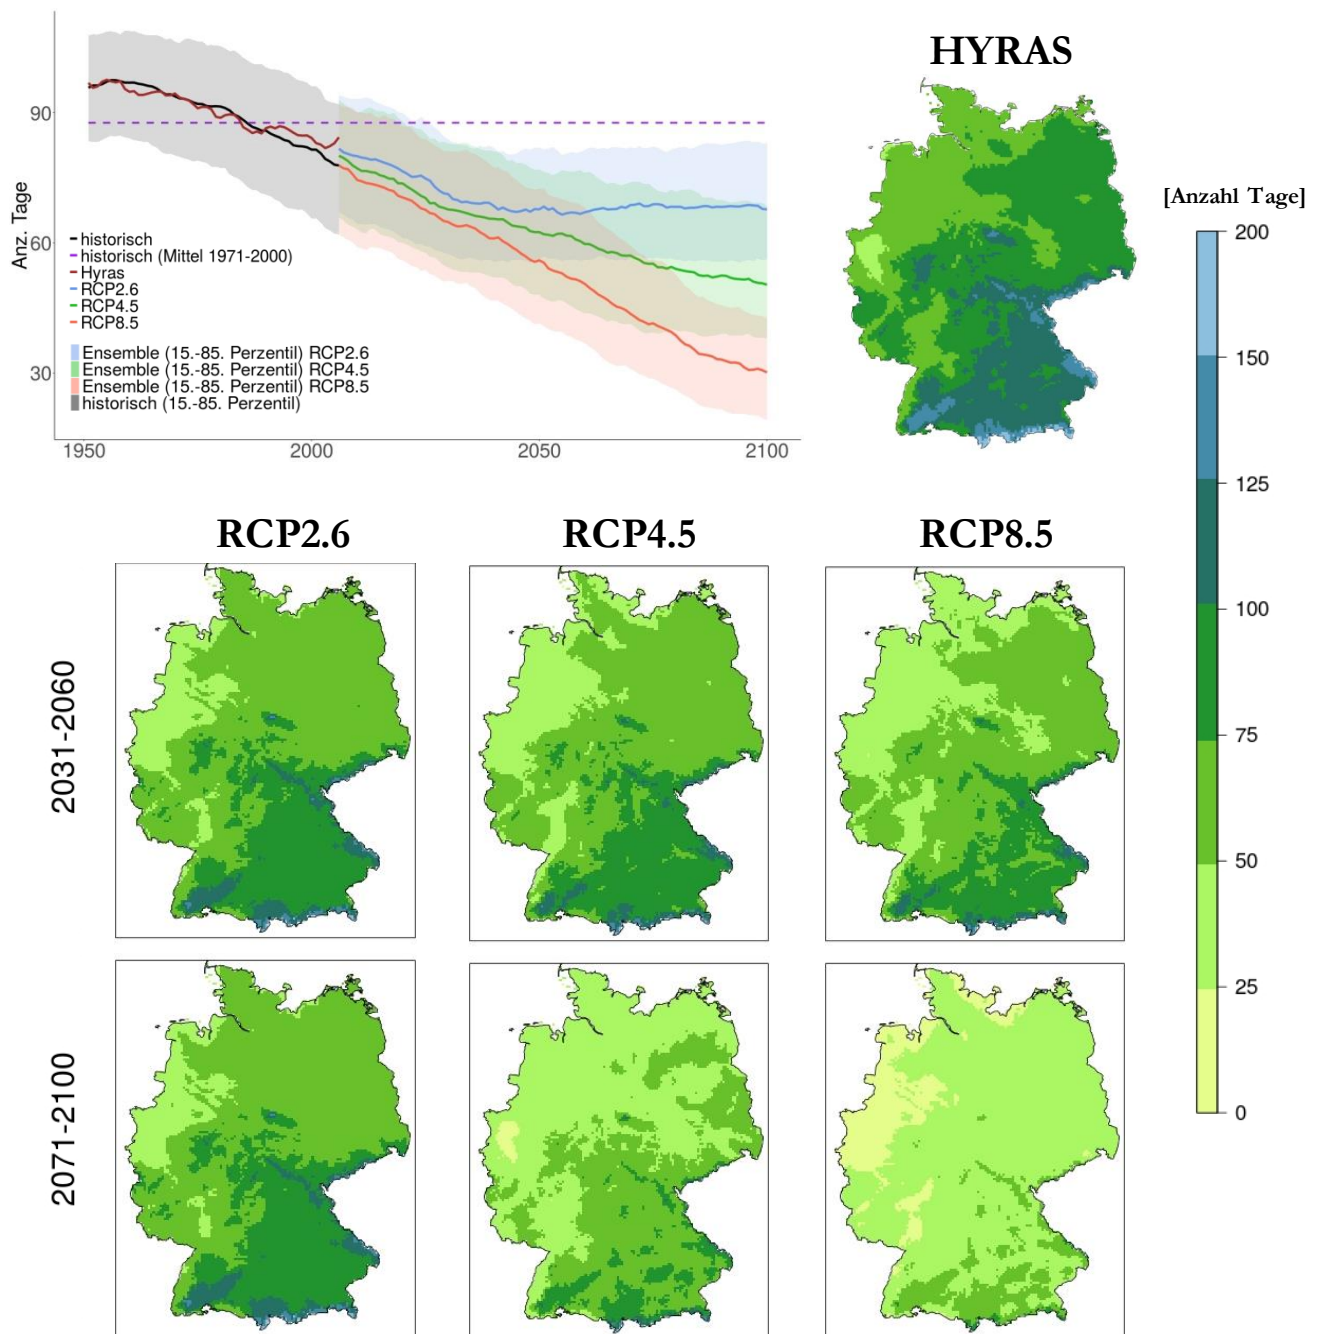 HYRAS
90
60
30
Anz. Tage
historisch
historisch (Mittel 1971-2000)
Hyras
RCP2.6
RCP4.5
RCP8.5
Ensemble (15.-85. Perzentil) RCP2.6
Ensemble (15.-85. Perzentil) RCP4.5
Ensemble (15.-85. Perzentil) RCP8.5
historisch (15.-85. Perzentil)
1950 2000 2050 2100
[Anzahl Tage]
200
150
125
100
75
50
25
0
RCP2.6 RCP4.5 RCP8.5
2031-2060
2071-2100